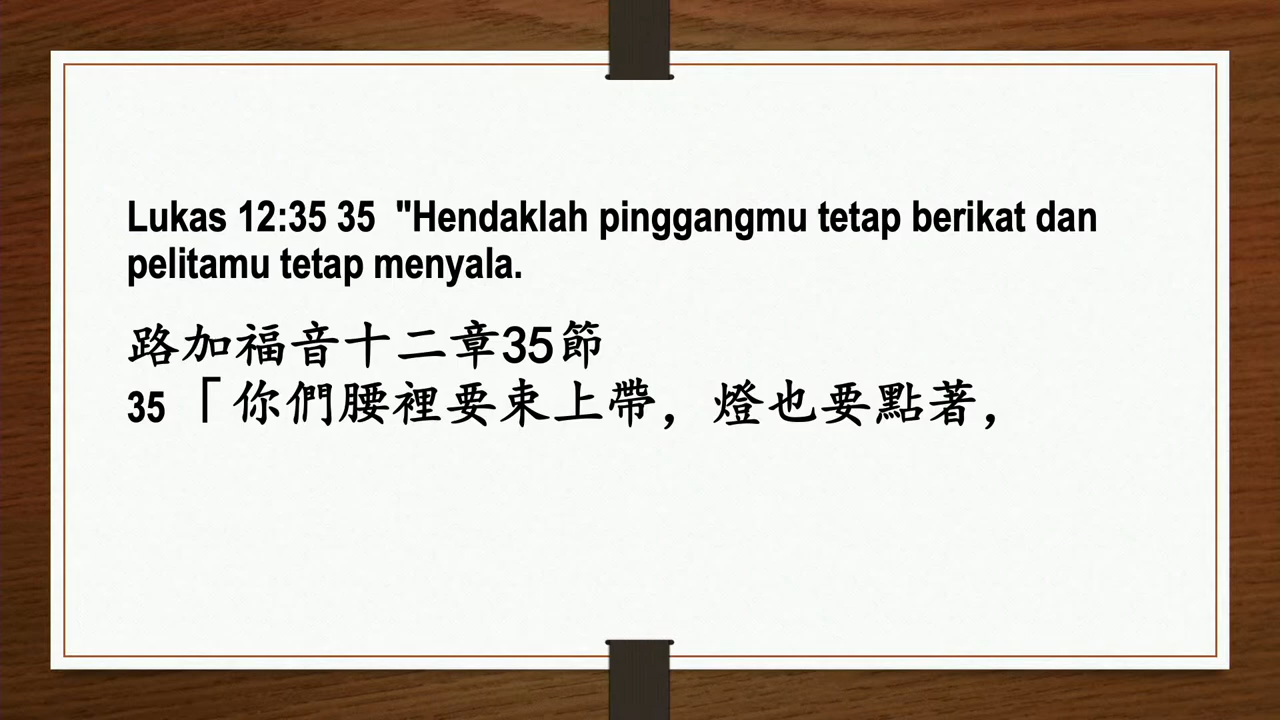 Lukas 12:35 35 "Hendaklah pinggangmu tetap berikat dan
pelitamu tetap menyala.
路加福音十二章35節
35 「你們腰裡要束上帶，燈也要點著，